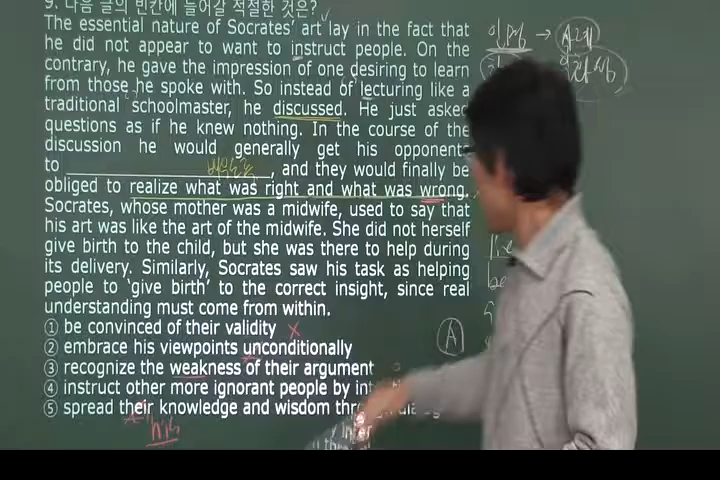 9. 다음 글의 빈칸에 들어갈 적절한 것은?
The essential nature of Socrates' art lay in the fact that
he did not appear to want to instruct people. On the
contrary, he gave the impression of one desiring to learn
from those he spoke with. So instead of lecturing like a
traditional schoolmaster, he discussed. He just asked
questions as if he knew nothing. In the course of the
discussion he would generally get his opponents
to ____________________, and they would finally be
obliged to realize what was right and what was wrong.
Socrates, whose mother was a midwife, used to say that
his art was like the art of the midwife. She did not herself
give birth to the child, but she was there to help during
its delivery. Similarly, Socrates saw his task as helping
people to 'give birth' to the correct insight, since real
understanding must come from within.
① be convinced of their validity
② embrace his viewpoints unconditionally
③ recognize the weakness of their argument
④ instruct other more ignorant people by
⑤ spread their knowledge and wisdom
his
A